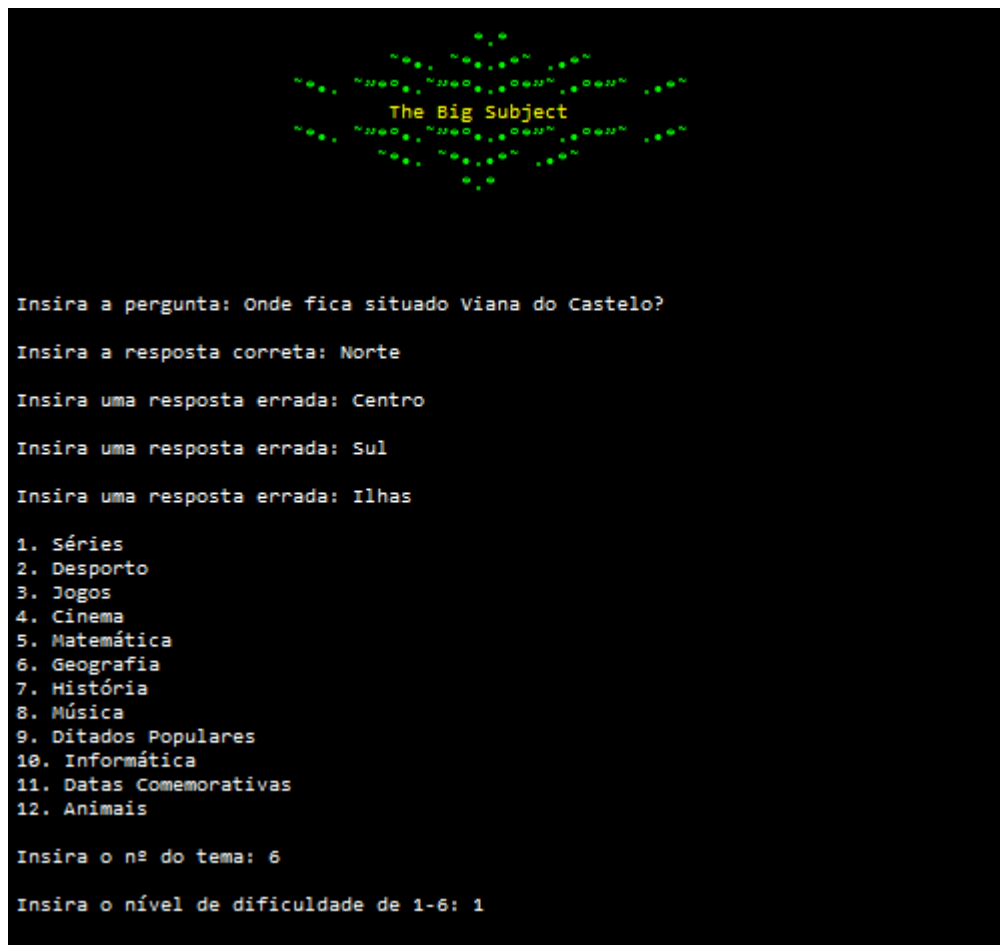 The Big Subject
Insira a pergunta: Onde fica situado Viana do Castelo?
Insira a resposta correta: Norte
Insira uma resposta errada: Centro
Insira uma resposta errada: Sul
Insira uma resposta errada: Ilhas
1. Séries
2. Desporto
3. Jogos
4. Cinema
5. Matemática
6. Geografia
7. História
8. Música
9. Ditados Populares
10. Informática
11. Datas Comemorativas
12. Animais
Insira o nº do tema: 6
Insira o nível de dificuldade de 1-6: 1